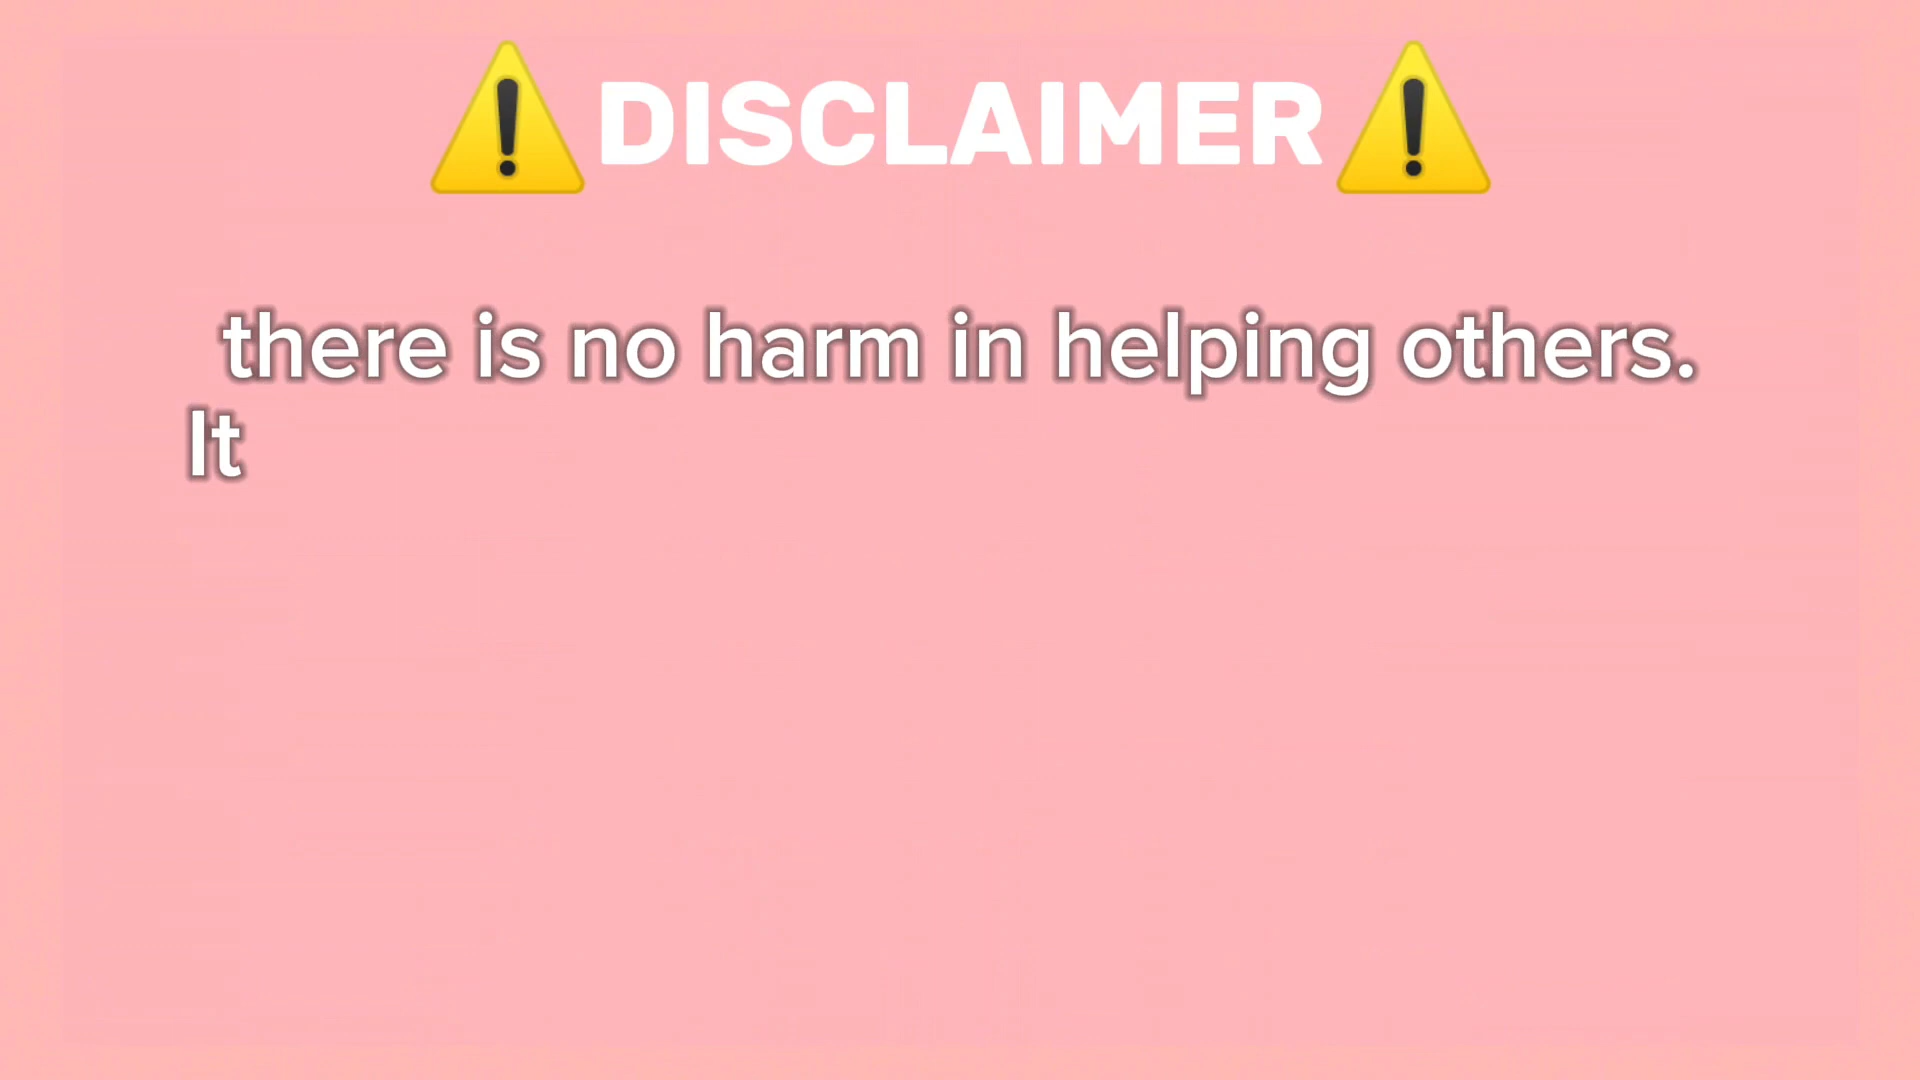 ⚠️DISCLAIMER⚠️
there is no harm in helping others.
It